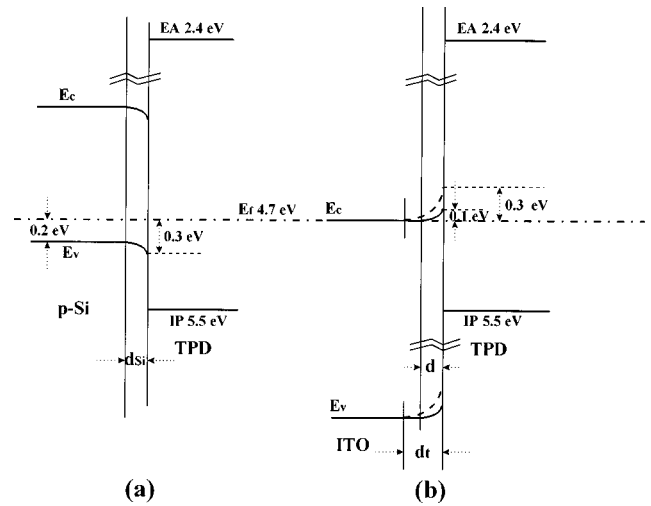 EA 2.4 eV
Ec
0.2 eV
Ev
0.3 eV
p-Si
IP 5.5 eV
TPD
dSi
(a)
EA 2.4 eV
Ef 4.7 eV
Ec
0.1 eV
0.3 eV
IP 5.5 eV
TPD
d
Ev
ITO
dt
(b)